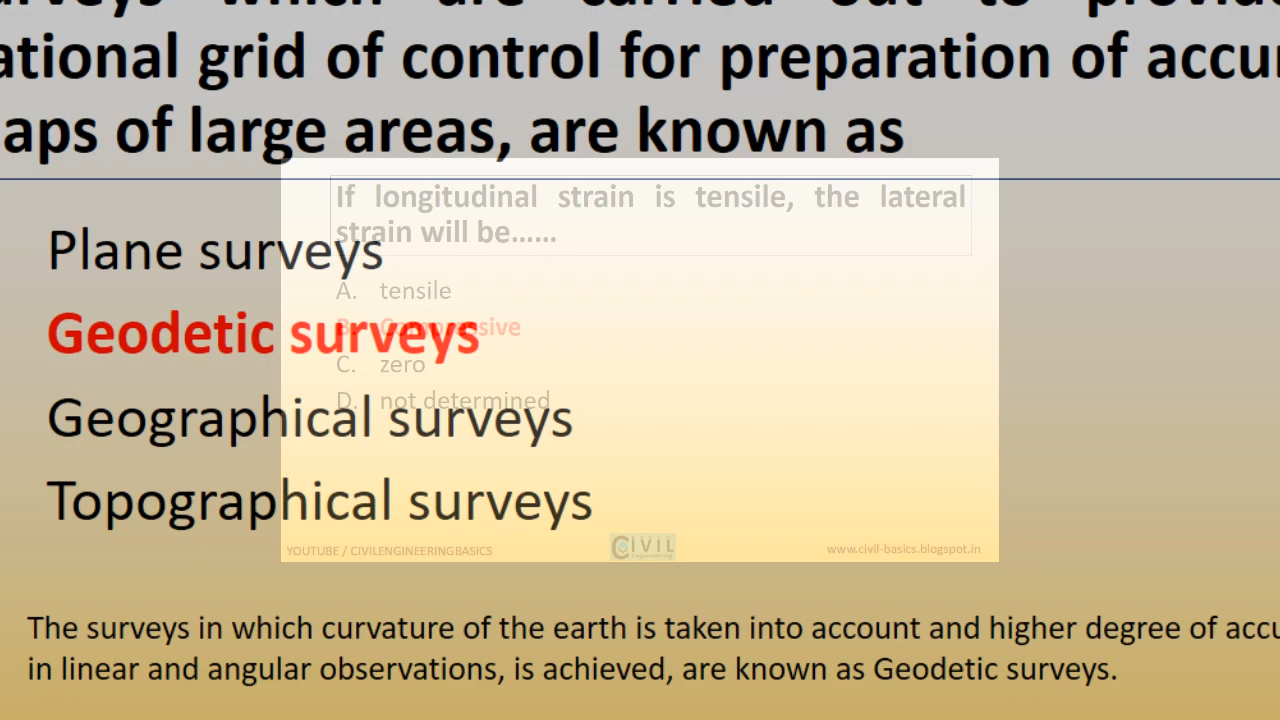 ational grid of control for preparation of accur
aps of large areas, are known as
Plane surveys
Geodetic surveys
Geographical surveys
Topographical surveys
The surveys in which curvature of the earth is taken into account and higher degree of accu
in linear and angular observations, is achieved, are known as Geodetic surveys.
If longitudinal strain is tensile, the lateral
strain will be......
A. tensile
B. Compressive
C. zero
D. not determined
YOUTUBE / CIVILENGINEERINGBASICS
CIVIL
www.civil-basics.blogspot.in